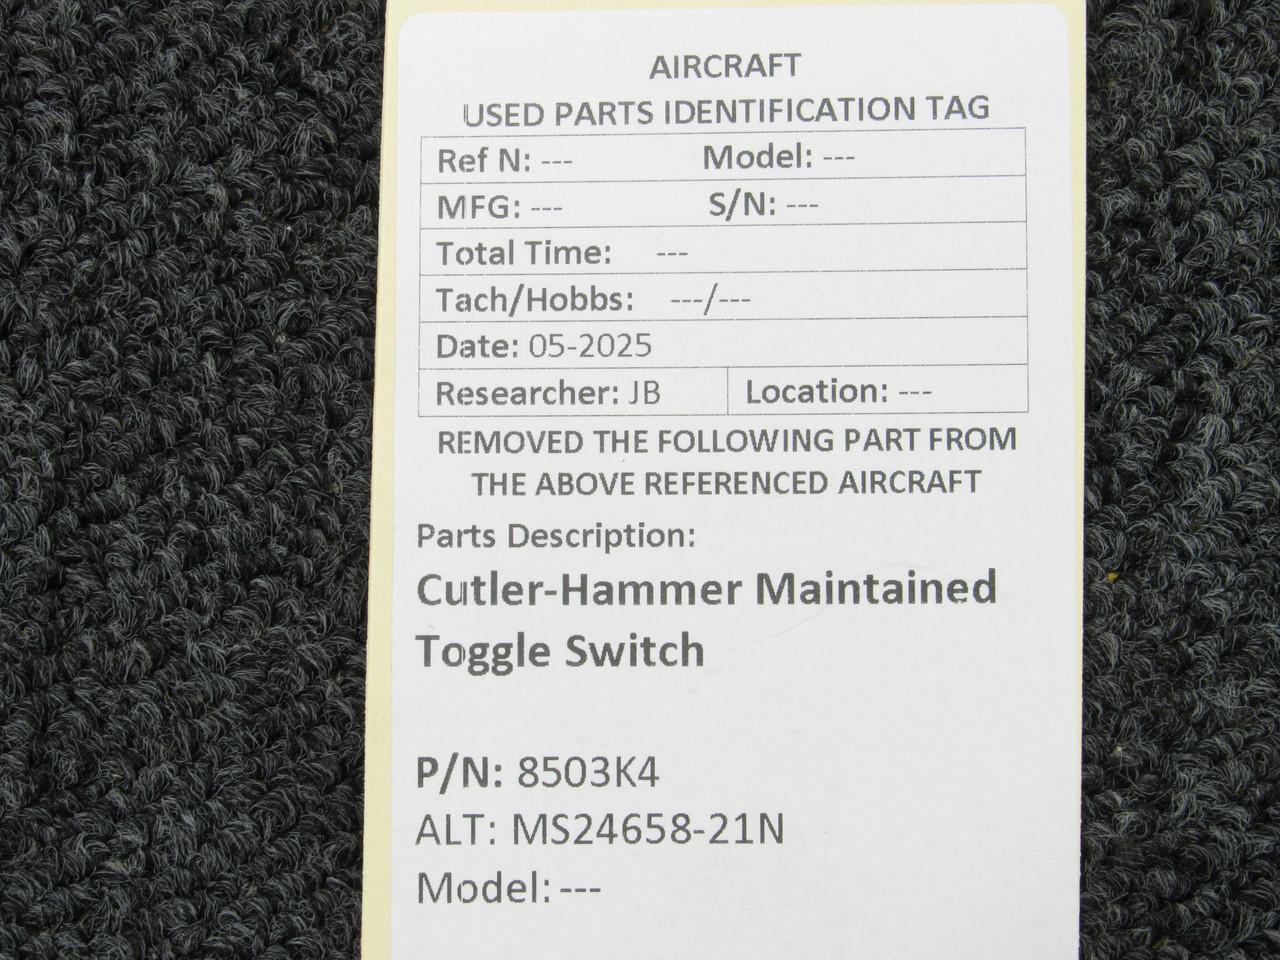 AIRCRAFT
USED PARTS IDENTIFICATION TAG
Ref N: --- Model: ---
MFG: --- S/N: ---
Total Time: ---
Tach/Hobbs: ---/---
Date: 05-2025
Researcher: JB Location: ---
REMOVED THE FOLLOWING PART FROM
THE ABOVE REFERENCED AIRCRAFT
Parts Description:
Cutler-Hammer Maintained
Toggle Switch
P/N: 8503K4
ALT: MS24658-21N
Model: ---